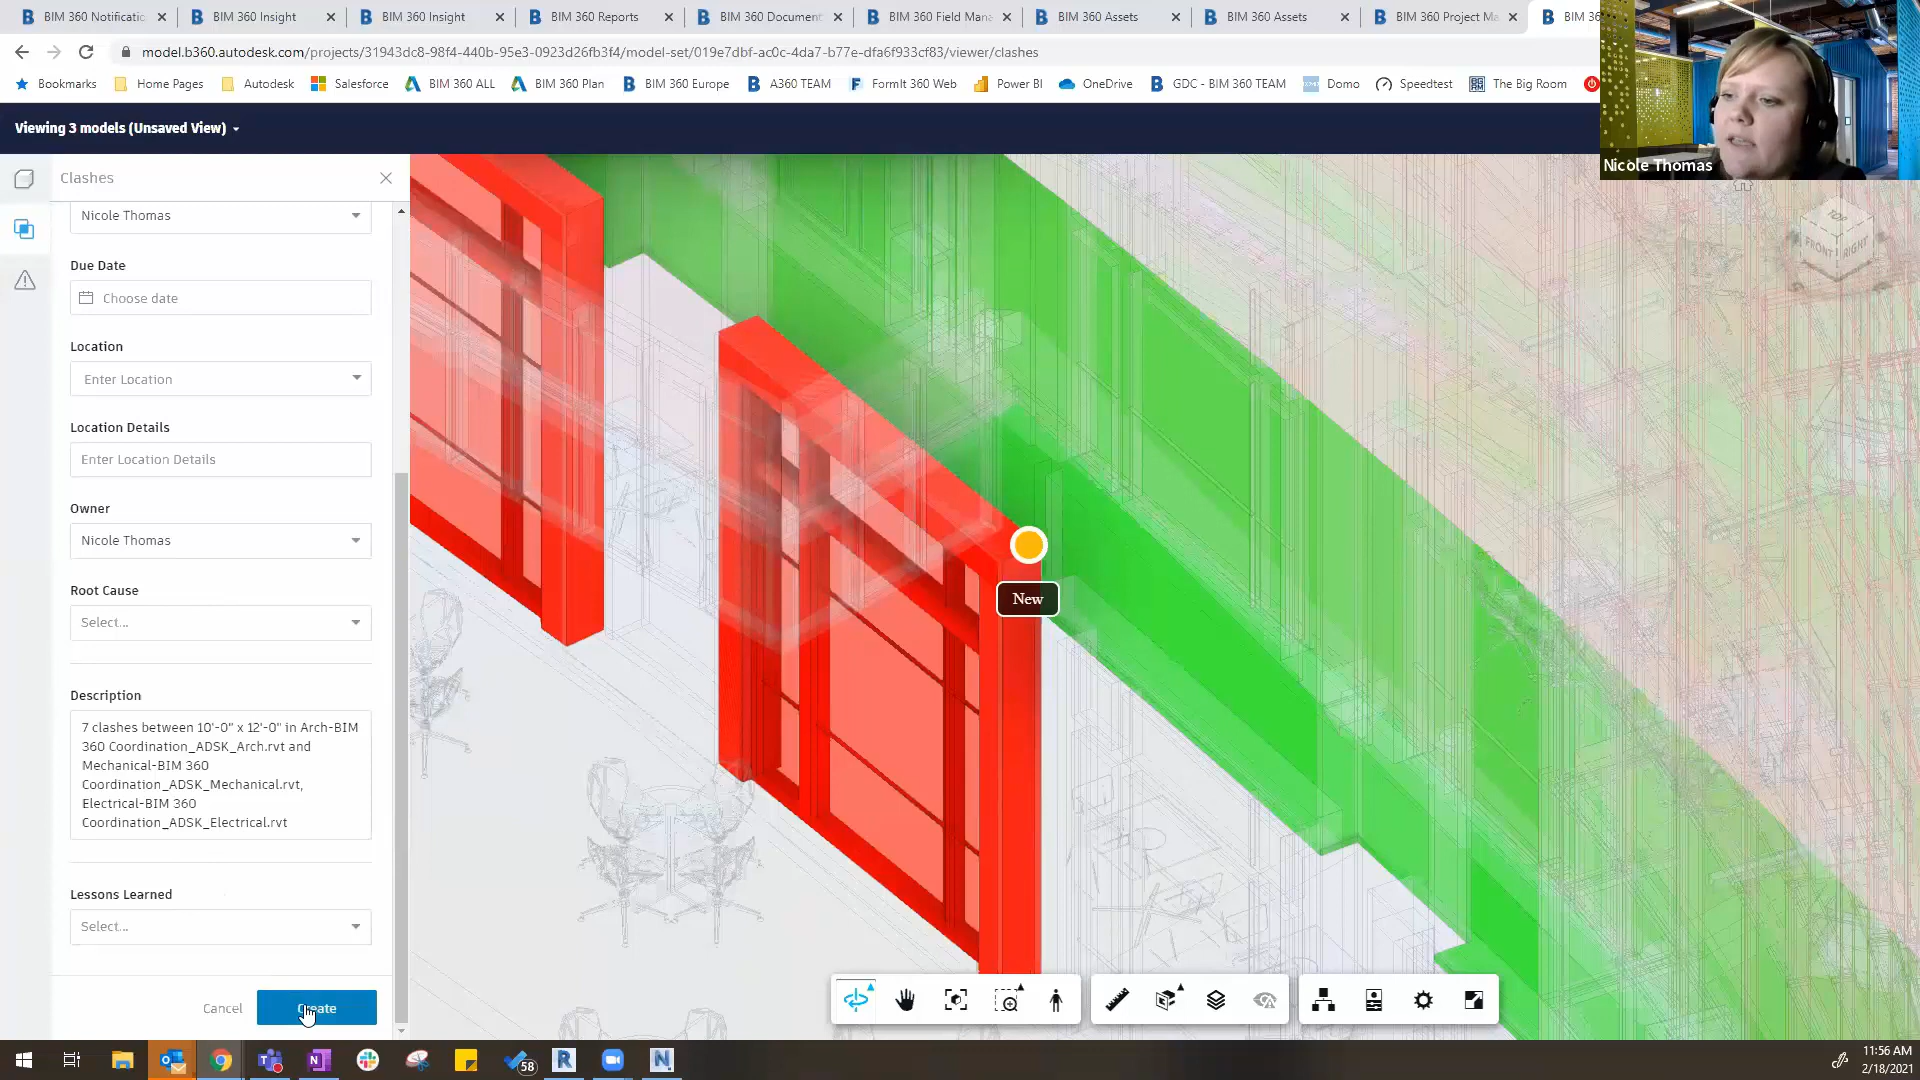 BIM 360 Notificatio
BIM 360 Insight
BIM 360 Insight
BIM 360 Reports
BIM 360 Document
BIM 360 Field Mana
BIM 360 Assets
BIM 360 Assets
BIM 360 Project Ma
BIM 36
model.b360.autodesk.com/projects/31943dc8-98f4-440b-95e3-0923d26fb3f4/model-set/019e7dbf-ac0c-4da7-b77e-dfa6f933cf83/viewer/clashes
Bookmarks
Home Pages
Autodesk
Salesforce
BIM 360 ALL
BIM 360 Plan
BIM 360 Europe
A360 TEAM
FormIt 360 Web
Power BI
OneDrive
GDC - BIM 360 TEAM
Domo
Speedtest
The Big Room
Viewing 3 models (Unsaved View)
Nicole Thomas
Clashes
Nicole Thomas
Due Date
Choose date
Location
Enter Location
Location Details
Enter Location Details
Owner
Nicole Thomas
Root Cause
Select...
Description
7 clashes between 10'-0" x 12'-0" in Arch-BIM
360 Coordination_ADSK_Arch.rvt and
Mechanical-BIM 360
Coordination_ADSK_Mechanical.rvt,
Electrical-BIM 360
Coordination_ADSK_Electrical.rvt
Lessons Learned
Select...
Cancel
Create
New
TOP
FRONT
RIGHT
58
11:56 AM
2/18/2021